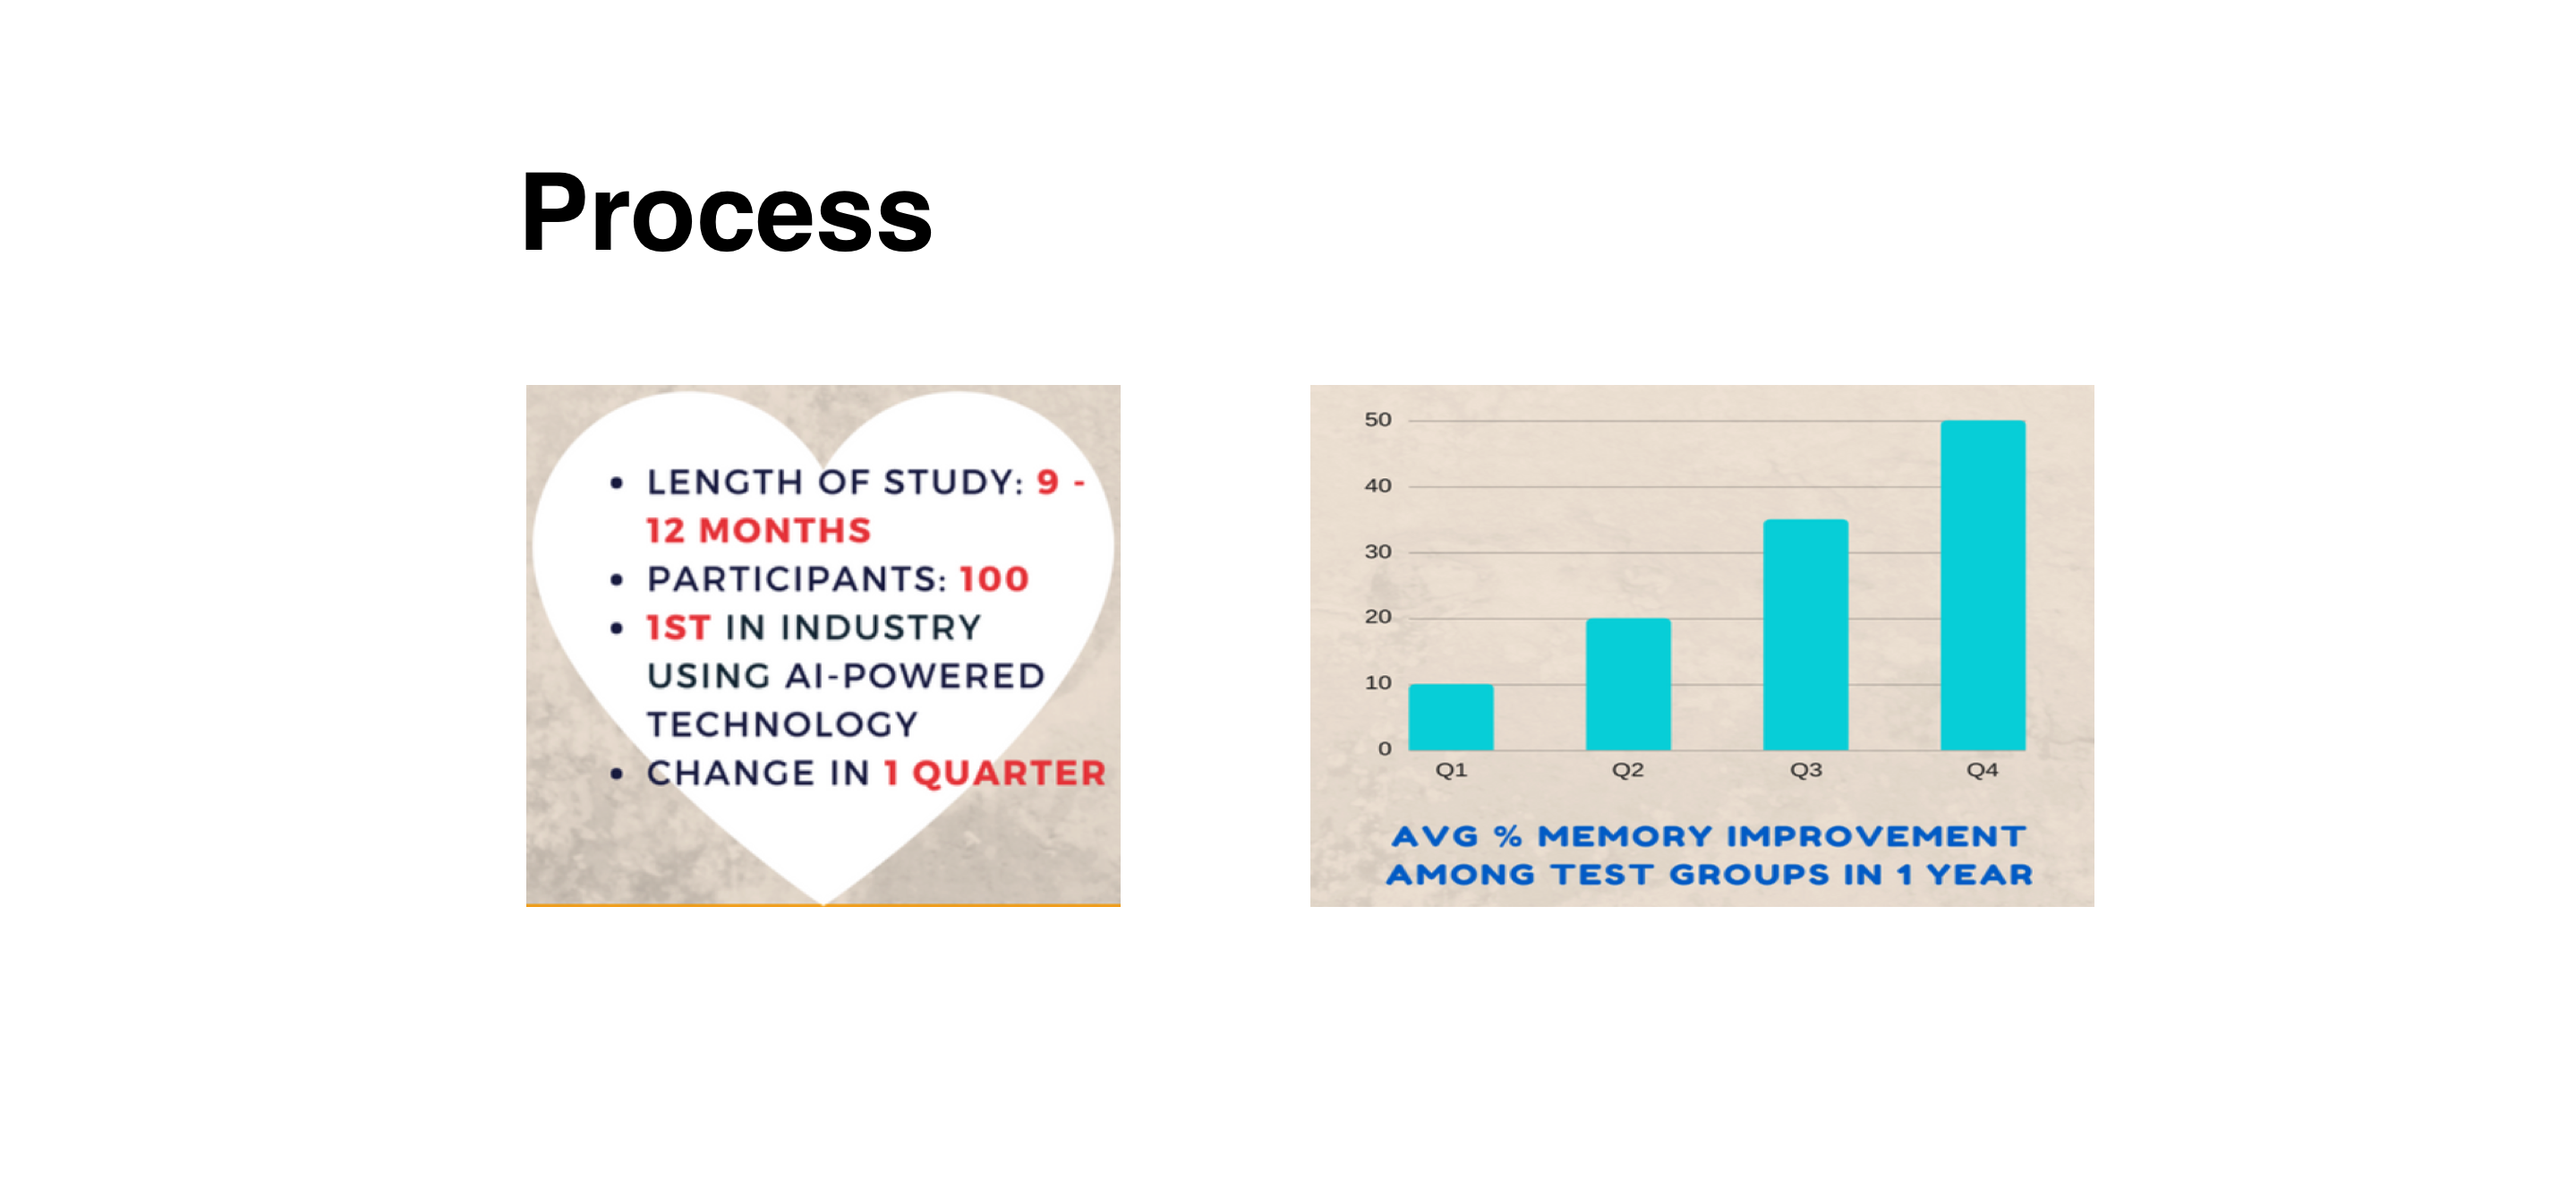 Process
• LENGTH OF STUDY: 9 -
12 MONTHS
• PARTICIPANTS: 100
• 1ST IN INDUSTRY
USING AI-POWERED
TECHNOLOGY
• CHANGE IN 1 QUARTER
50
40
30
20
10
0
Q1 Q2 Q3 Q4
AVG % MEMORY IMPROVEMENT
AMONG TEST GROUPS IN 1 YEAR